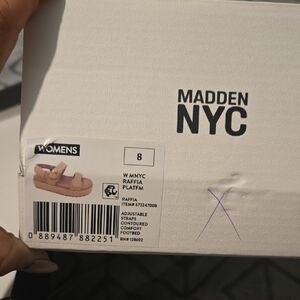 MADDEN
NYC
WOMENS
8
W MNYC
RAFFIA
PLATFM
RAFFIA
ADJUSTABLE
STRAPS
CONTOURED
COMFORT
FOOTBED
0 889487 882251